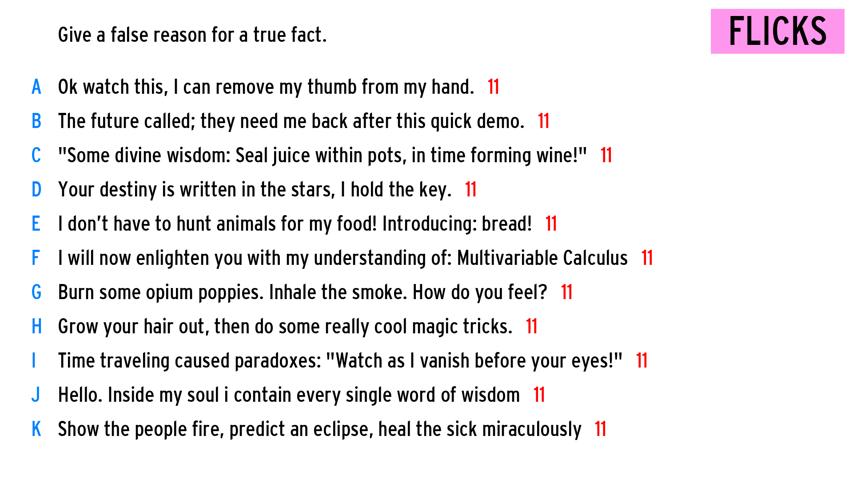 Give a false reason for a true fact.
FLICKS
A Ok watch this, I can remove my thumb from my hand. 11
B The future called; they need me back after this quick demo. 11
C "Some divine wisdom: Seal juice within pots, in time forming wine!" 11
D Your destiny is written in the stars, I hold the key. 11
E I don't have to hunt animals for my food! Introducing: bread! 11
F I will now enlighten you with my understanding of: Multivariable Calculus 11
G Burn some opium poppies. Inhale the smoke. How do you feel? 11
H Grow your hair out, then do some really cool magic tricks. 11
I Time traveling caused paradoxes: "Watch as I vanish before your eyes!" 11
J Hello. Inside my soul i contain every single word of wisdom 11
K Show the people fire, predict an eclipse, heal the sick miraculously 11